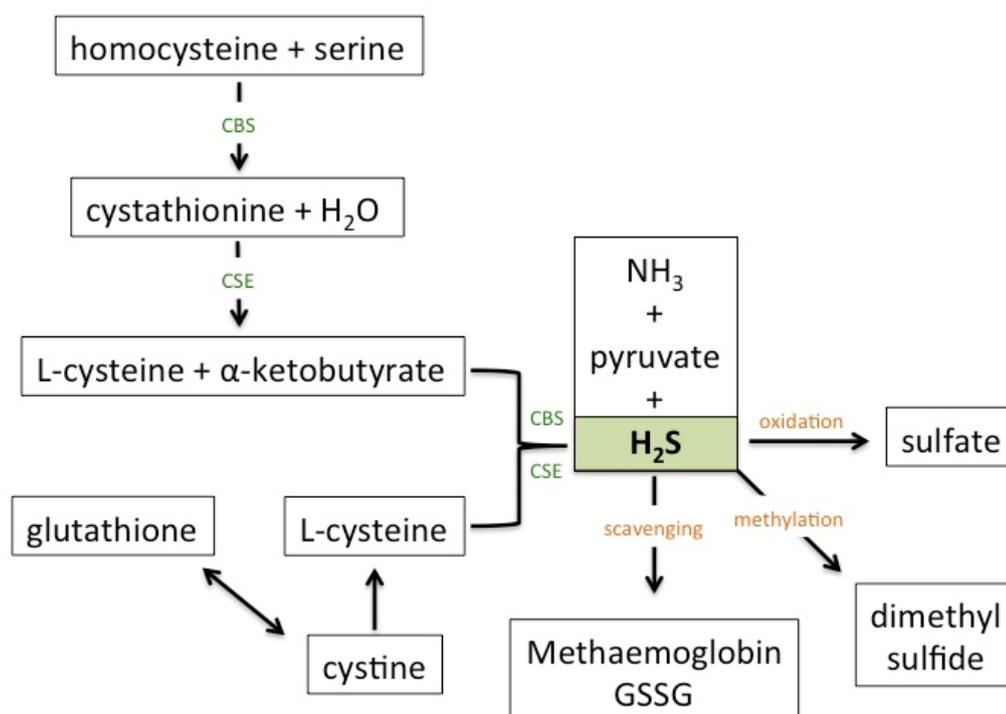 homocysteine + serine
CBS
cystathionine + H₂O
CSE
L-cysteine + α-ketobutyrate
NH₃
+
pyruvate
+
H₂S
CBS
CSE
oxidation
sulfate
glutathione
L-cysteine
scavenging
methylation
cystine
Methaemoglobin
GSSG
dimethyl
sulfide